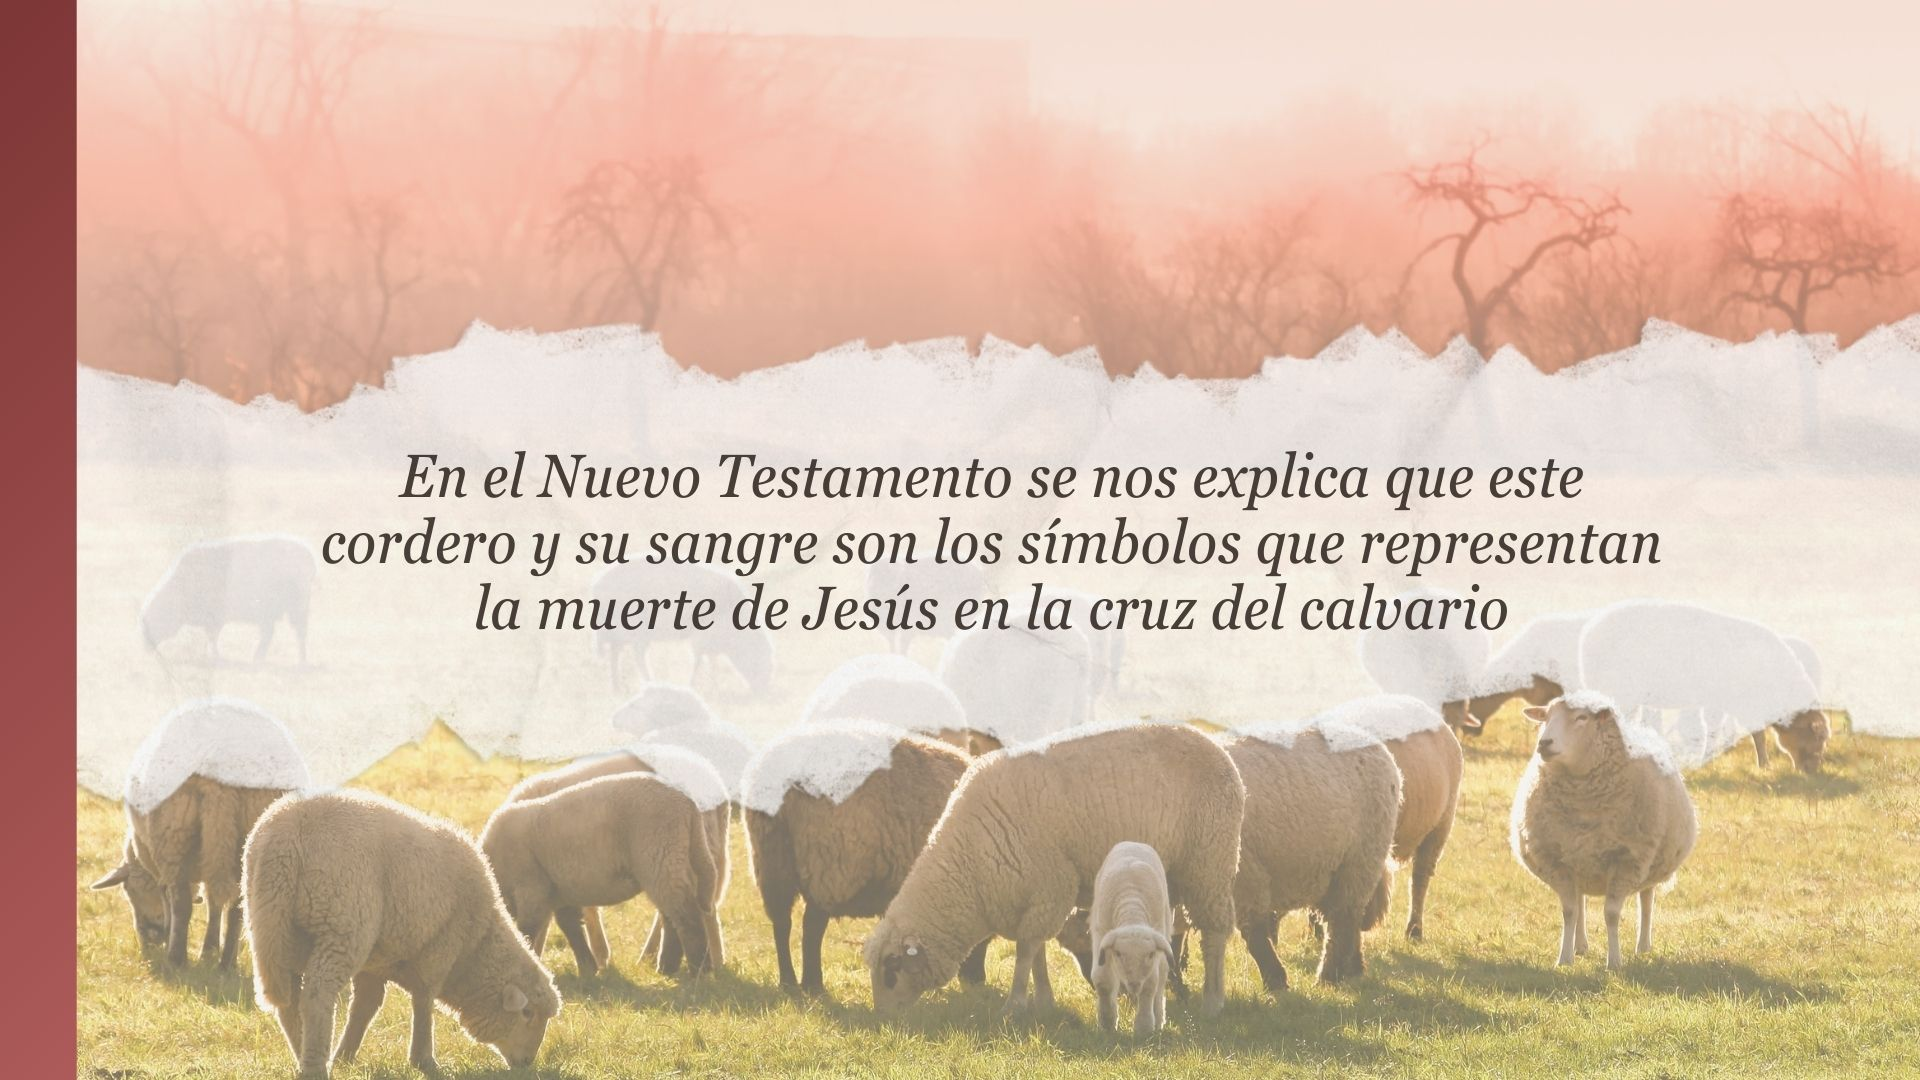 En el Nuevo Testamento se nos explica que este
cordero y su sangre son los símbolos que representan
la muerte de Jesús en la cruz del calvario